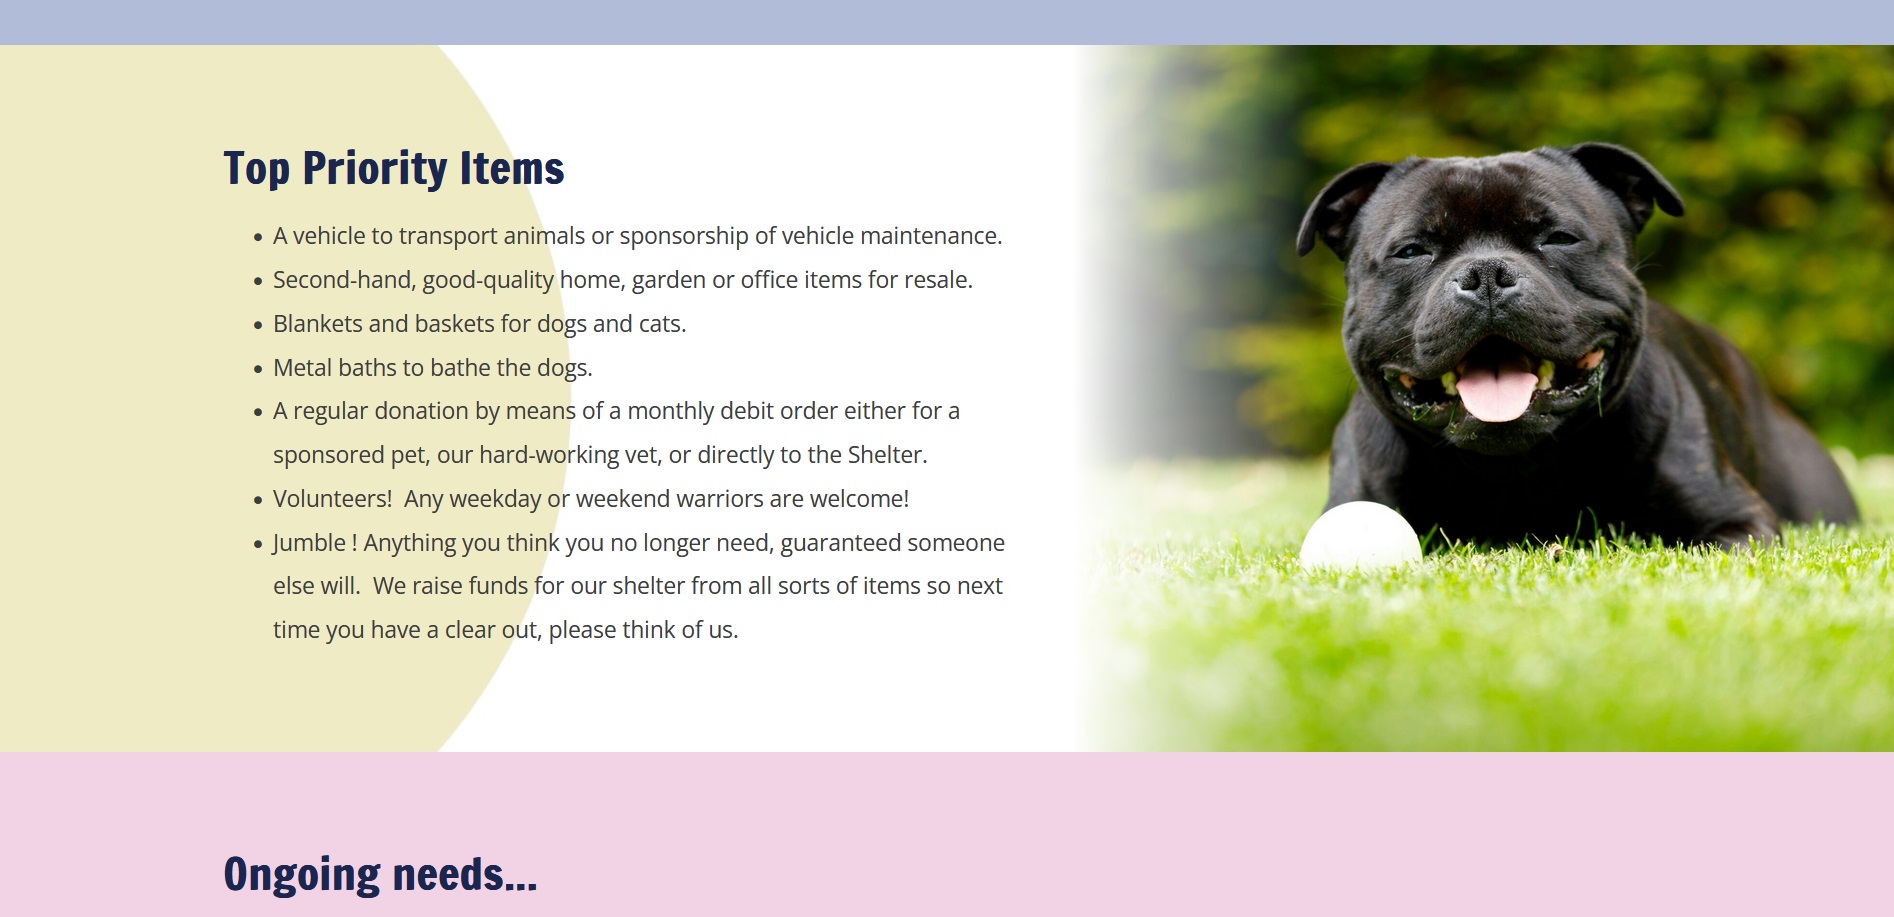 Top Priority Items
A vehicle to transport animals or sponsorship of vehicle maintenance.
Second-hand, good-quality home, garden or office items for resale.
Blankets and baskets for dogs and cats.
Metal baths to bathe the dogs.
A regular donation by means of a monthly debit order either for a
sponsored pet, our hard-working vet, or directly to the Shelter.
Volunteers!  Any weekday or weekend warriors are welcome!
Jumble ! Anything you think you no longer need, guaranteed someone
else will.  We raise funds for our shelter from all sorts of items so next
time you have a clear out, please think of us.
Ongoing needs...